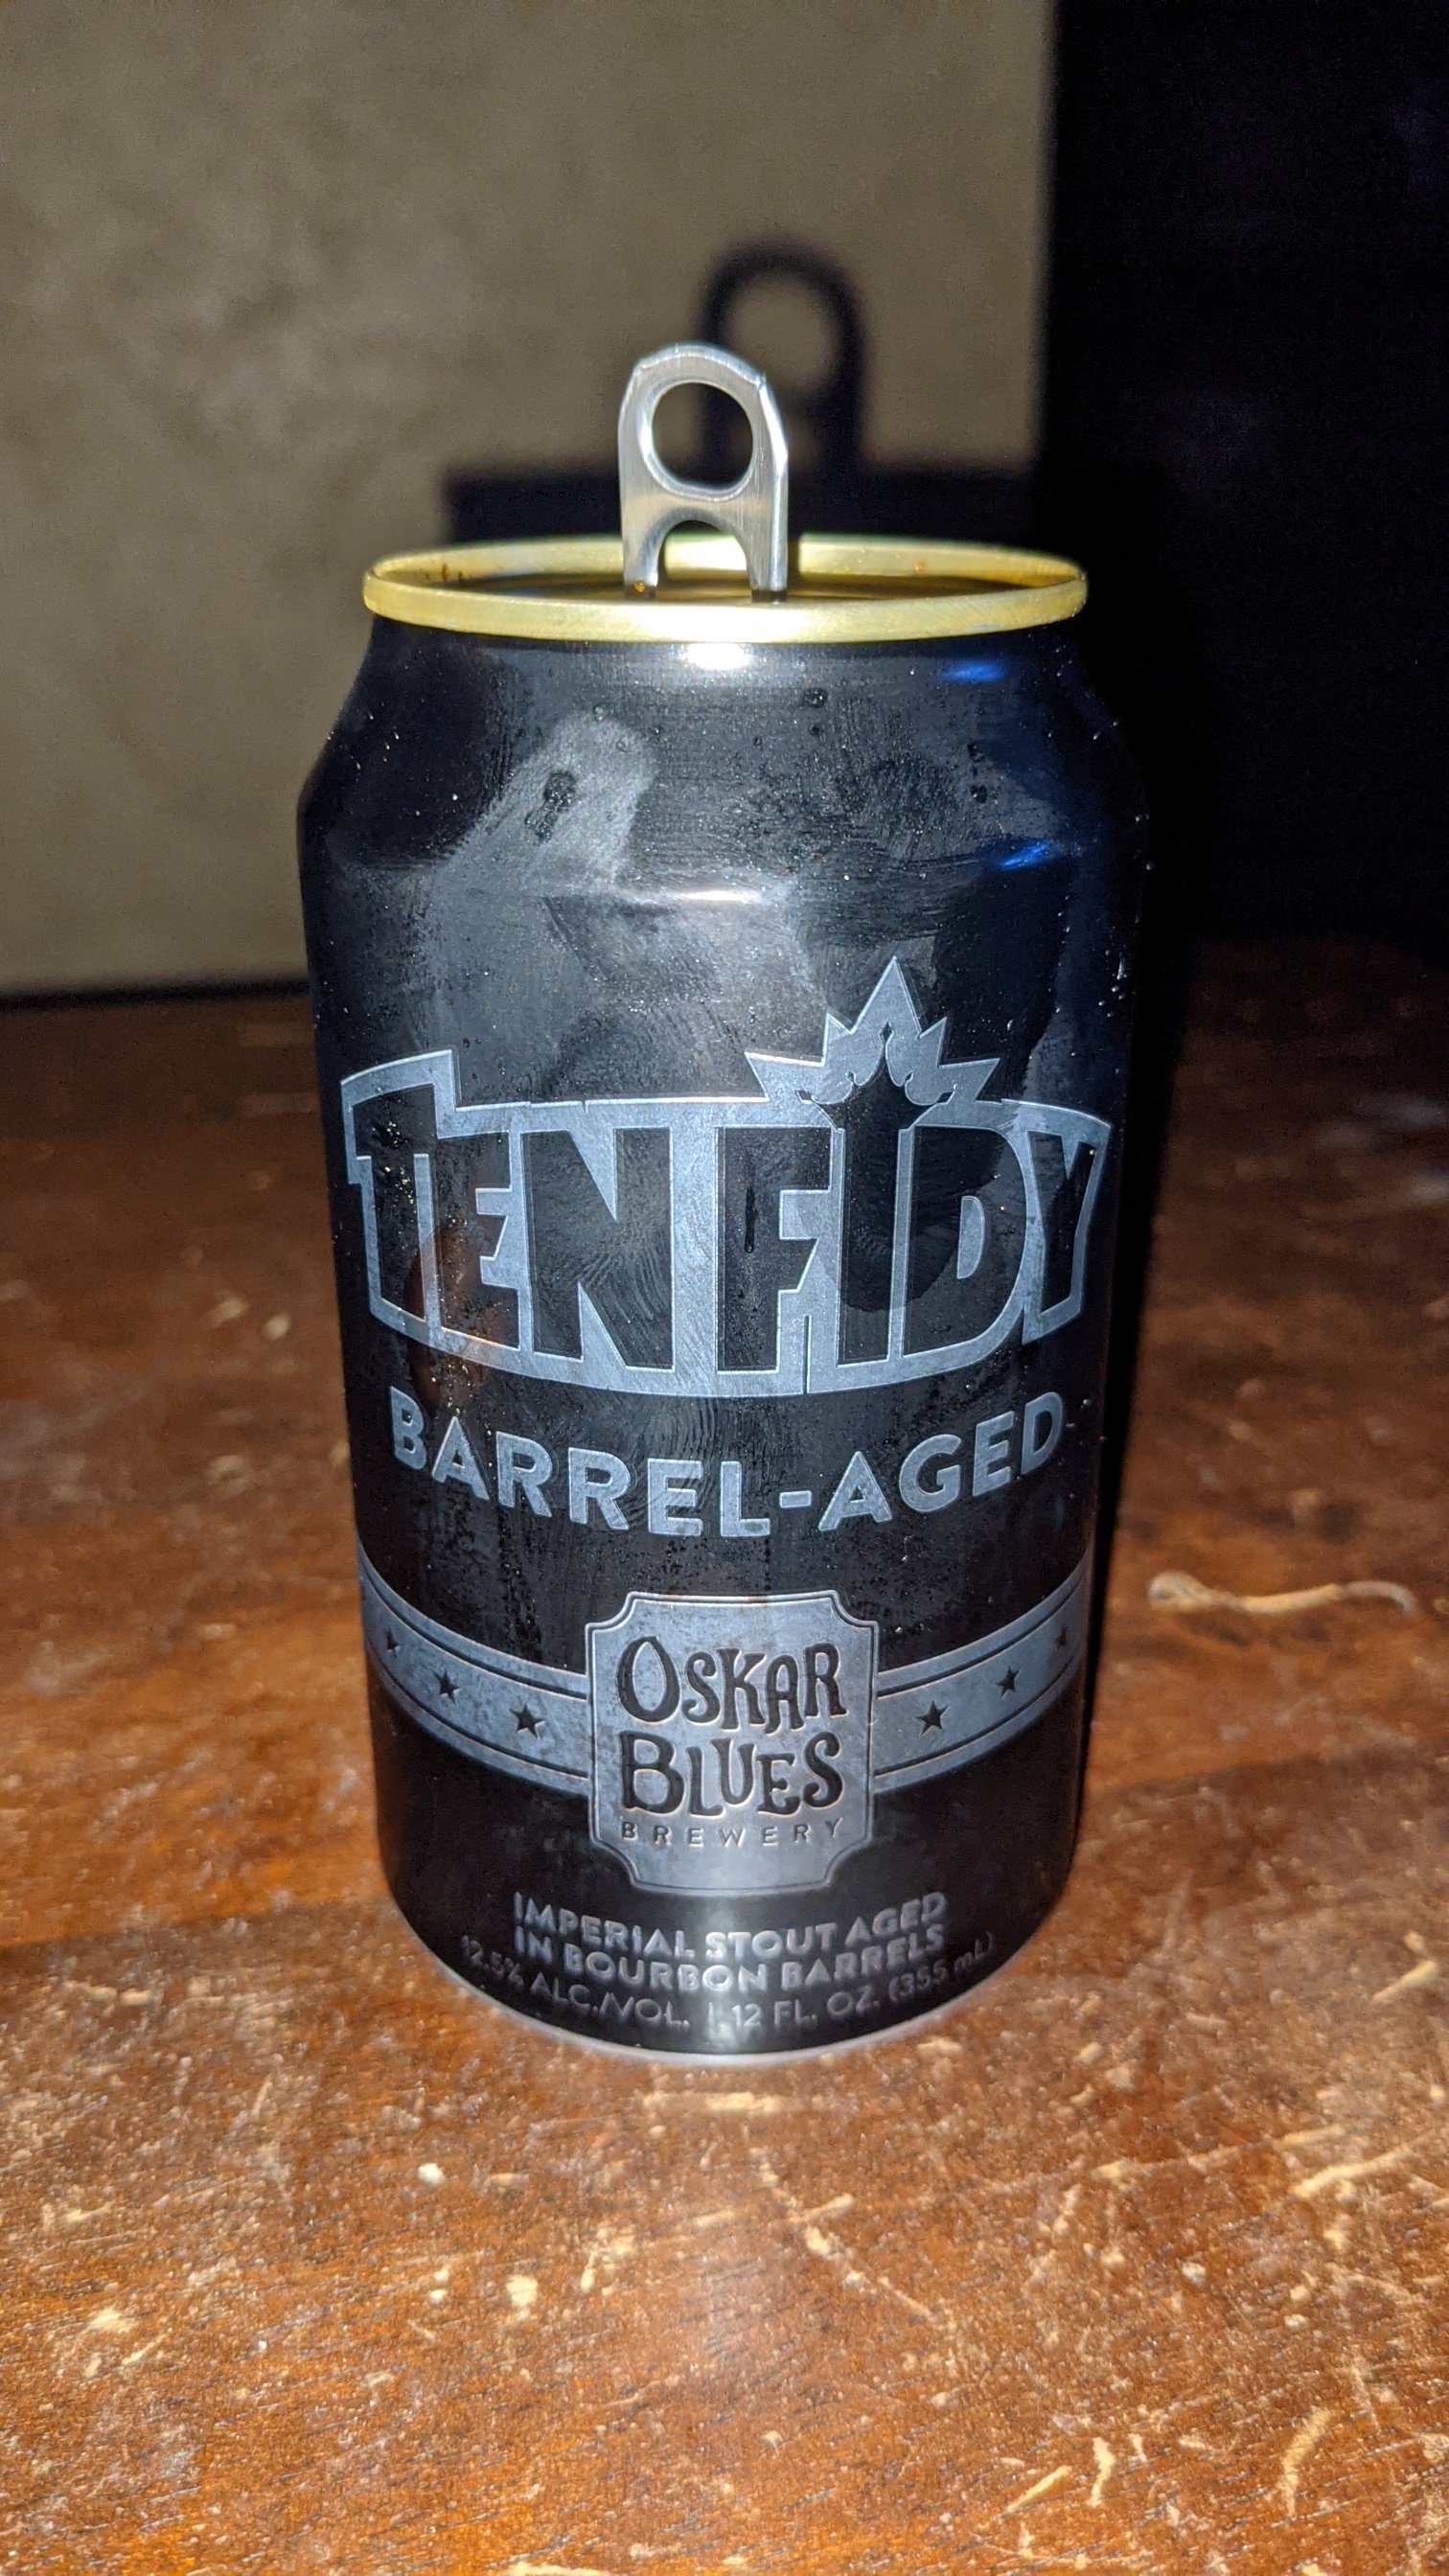 TENFIDY
BARREL-AGED
OSKAR
BLUES
BREWERY
IMPERIAL STOUT AGED
IN BOURBON BARRELS
12.5% ALC./VOL. | 12 FL. OZ. (355 mL)